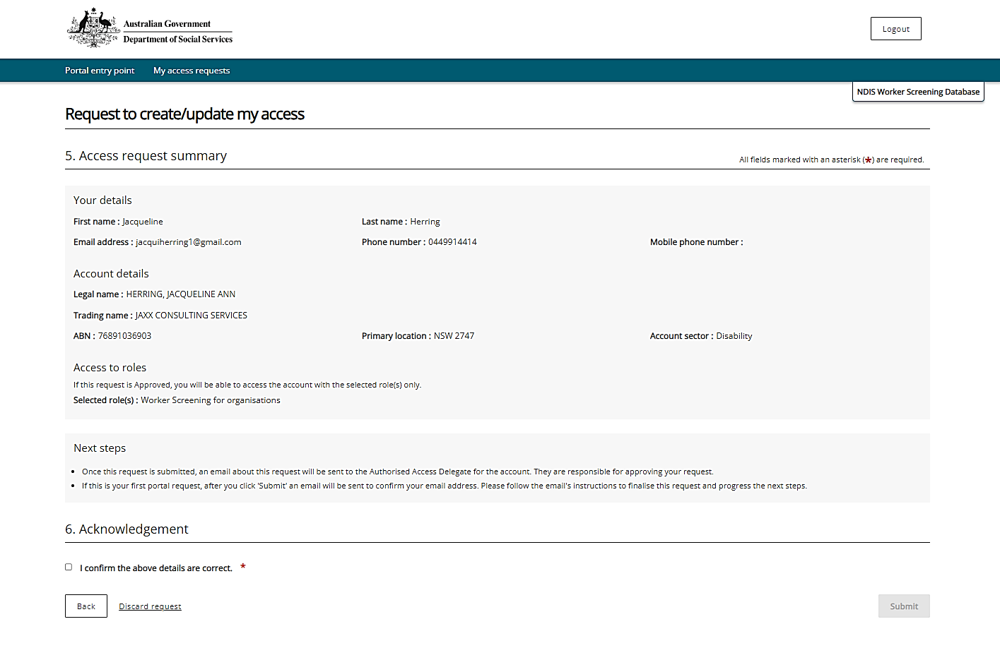 Australian Government
Department of Social Services
Logout
Portal entry point My access requests
NDIS Worker Screening Database
Request to create/update my access
5. Access request summary
All fields marked with an asterisk (*) are required.
Your details
First name : Jacqueline Last name : Herring
Email address : jacquiherring1@gmail.com Phone number : 0449914414 Mobile phone number :
Account details
Legal name : HERRING, JACQUELINE ANN
Trading name : JAXX CONSULTING SERVICES
ABN : 76891036903 Primary location : NSW 2747 Account sector : Disability
Access to roles
If this request is Approved, you will be able to access the account with the selected role(s) only.
Selected role(s) : Worker Screening for organisations
Next steps
• Once this request is submitted, an email about this request will be sent to the Authorised Access Delegate for the account. They are responsible for approving your request.
• If this is your first portal request, after you click 'Submit' an email will be sent to confirm your email address. Please follow the email's instructions to finalise this request and progress the next steps.
6. Acknowledgement
I confirm the above details are correct. *
Back Discard request Submit